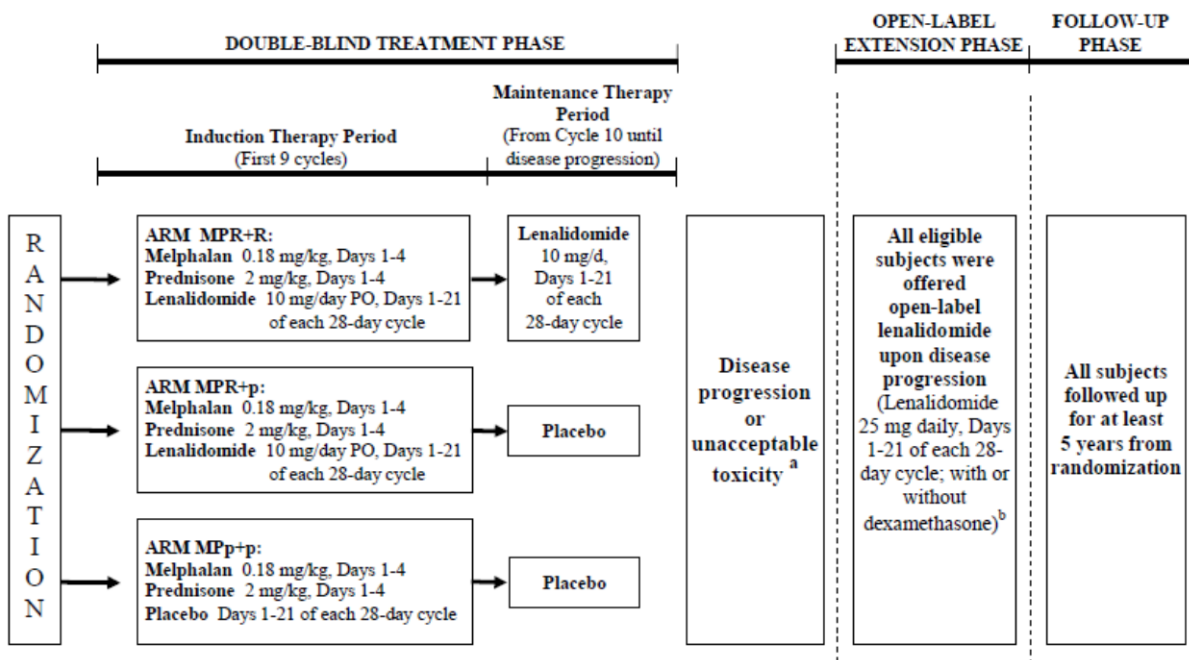 DOUBLE-BLIND TREATMENT PHASE
OPEN-LABEL
EXTENSION PHASE
FOLLOW-UP
PHASE
Induction Therapy Period
(First 9 cycles)
Maintenance Therapy
Period
(From Cycle 10 until
disease progression)
R
A
N
D
O
M
I
Z
A
T
I
O
N
ARM MPR+R:
Melphalan 0.18 mg/kg, Days 1-4
Prednisone 2 mg/kg, Days 1-4
Lenalidomide 10 mg/day PO, Days 1-21
of each 28-day cycle
Lenalidomide
10 mg/d,
Days 1-21
of each
28-day cycle
ARM MPR+p:
Melphalan 0.18 mg/kg, Days 1-4
Prednisone 2 mg/kg, Days 1-4
Lenalidomide 10 mg/day PO, Days 1-21
of each 28-day cycle
Placebo
ARM MPp+p:
Melphalan 0.18 mg/kg, Days 1-4
Prednisone 2 mg/kg, Days 1-4
Placebo Days 1-21 of each 28-day cycle
Placebo
Disease
progression
or
unacceptable
toxicity a
All eligible
subjects were
offered
open-label
lenalidomide
upon disease
progression
(Lenalidomide
25 mg daily, Days
1-21 of each 28-
day cycle; with or
without
dexamethasone)b
All subjects
followed up
for at least
5 years from
randomization